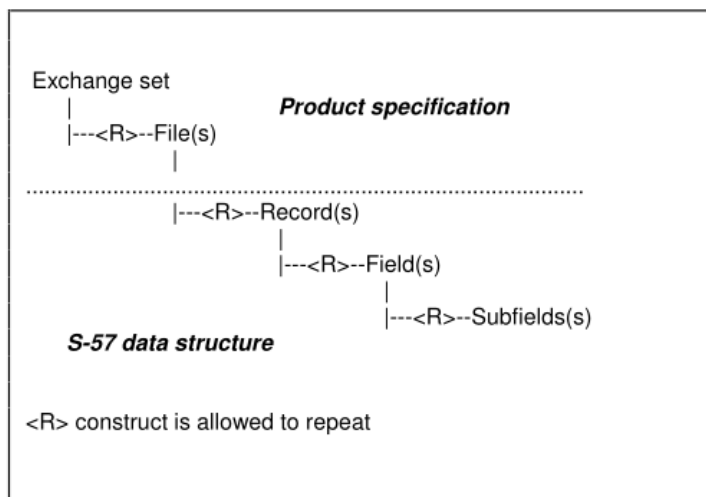 Exchange set
|
Product specification
|---<R>--File(s)
|
.............................................................................................
|---<R>--Record(s)
|
|---<R>--Field(s)
|
|---<R>--Subfields(s)
S-57 data structure
<R> construct is allowed to repeat